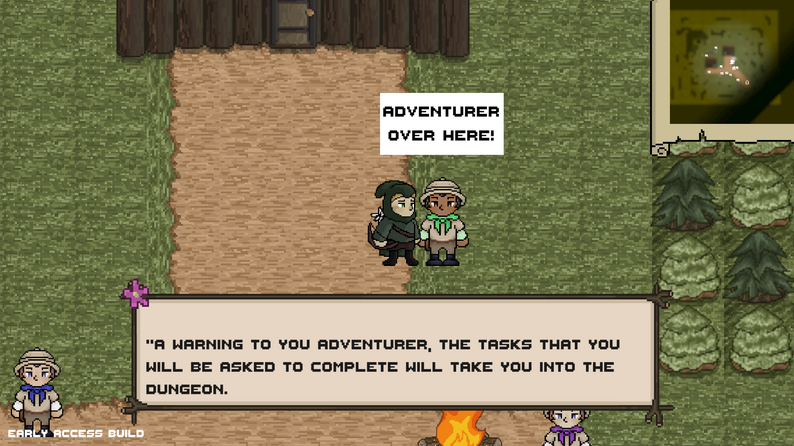 ADVENTURER
OVER HERE!
"A WARNING TO YOU ADVENTURER, THE TASKS THAT YOU
WILL BE ASKED TO COMPLETE WILL TAKE YOU INTO THE
DUNGEON.
EARLY ACCESS BUILD